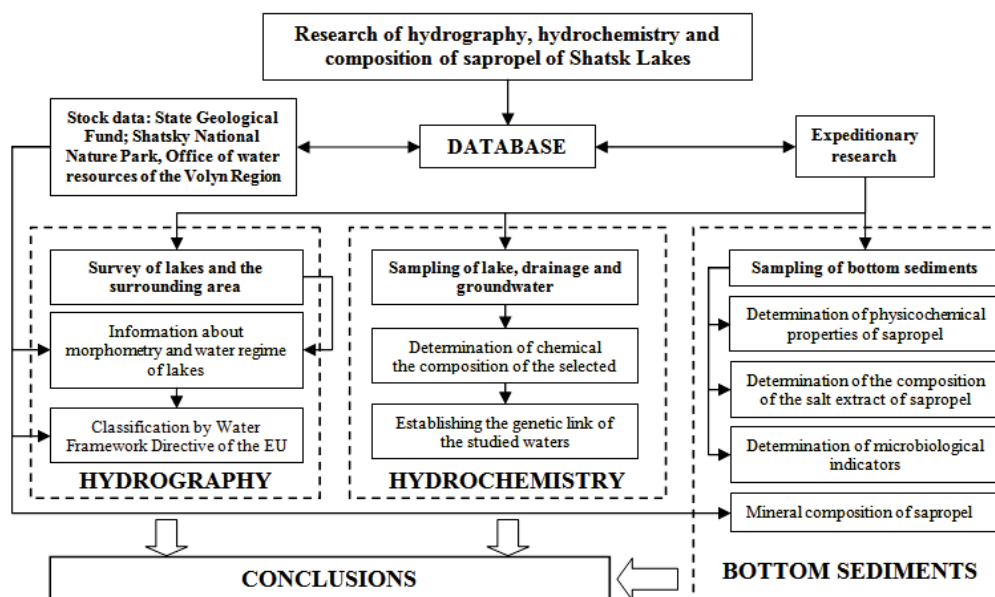 Research of hydrography, hydrochemistry and
composition of sapropel of Shatsk Lakes
Stock data: State Geological
Fund; Shatsky National
Nature Park, Office of water
resources of the Volyn Region
DATABASE
Expeditionary
research
Survey of lakes and the
surrounding area
Information about
morphometry and water regime
of lakes
Classification by Water
Framework Directive of the EU
HYDROGRAPHY
Sampling of lake, drainage and
groundwater
Determination of chemical
the composition of the selected
Establishing the genetic link of
the studied waters
HYDROCHEMISTRY
Sampling of bottom sediments
Determination of physicochemical
properties of sapropel
Determination of the composition
of the salt extract of sapropel
Determination of microbiological
indicators
Mineral composition of sapropel
BOTTOM SEDIMENTS
CONCLUSIONS